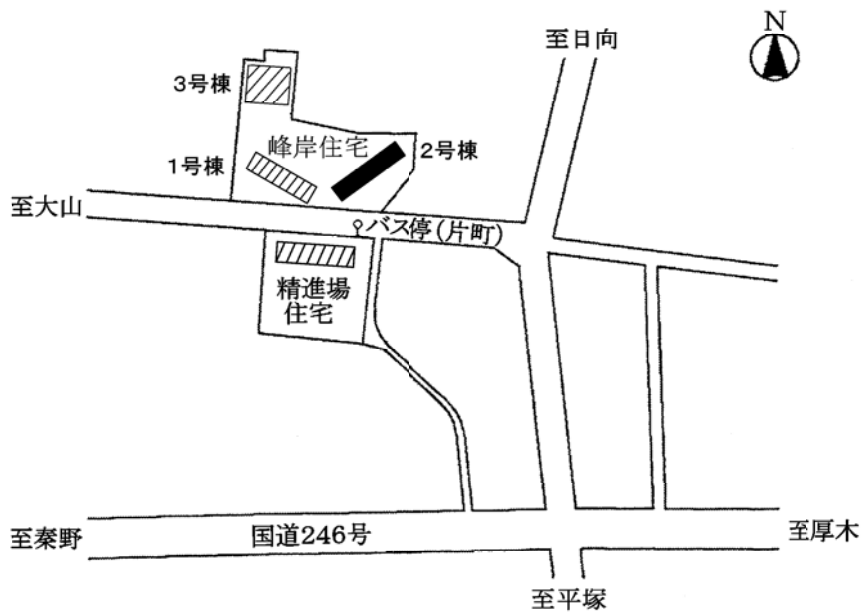 N
至日向
3号棟
峰岸住宅
2号棟
1号棟
至大山
バス停(片町)
精進場
住宅
至秦野
国道246号
至厚木
至平塚